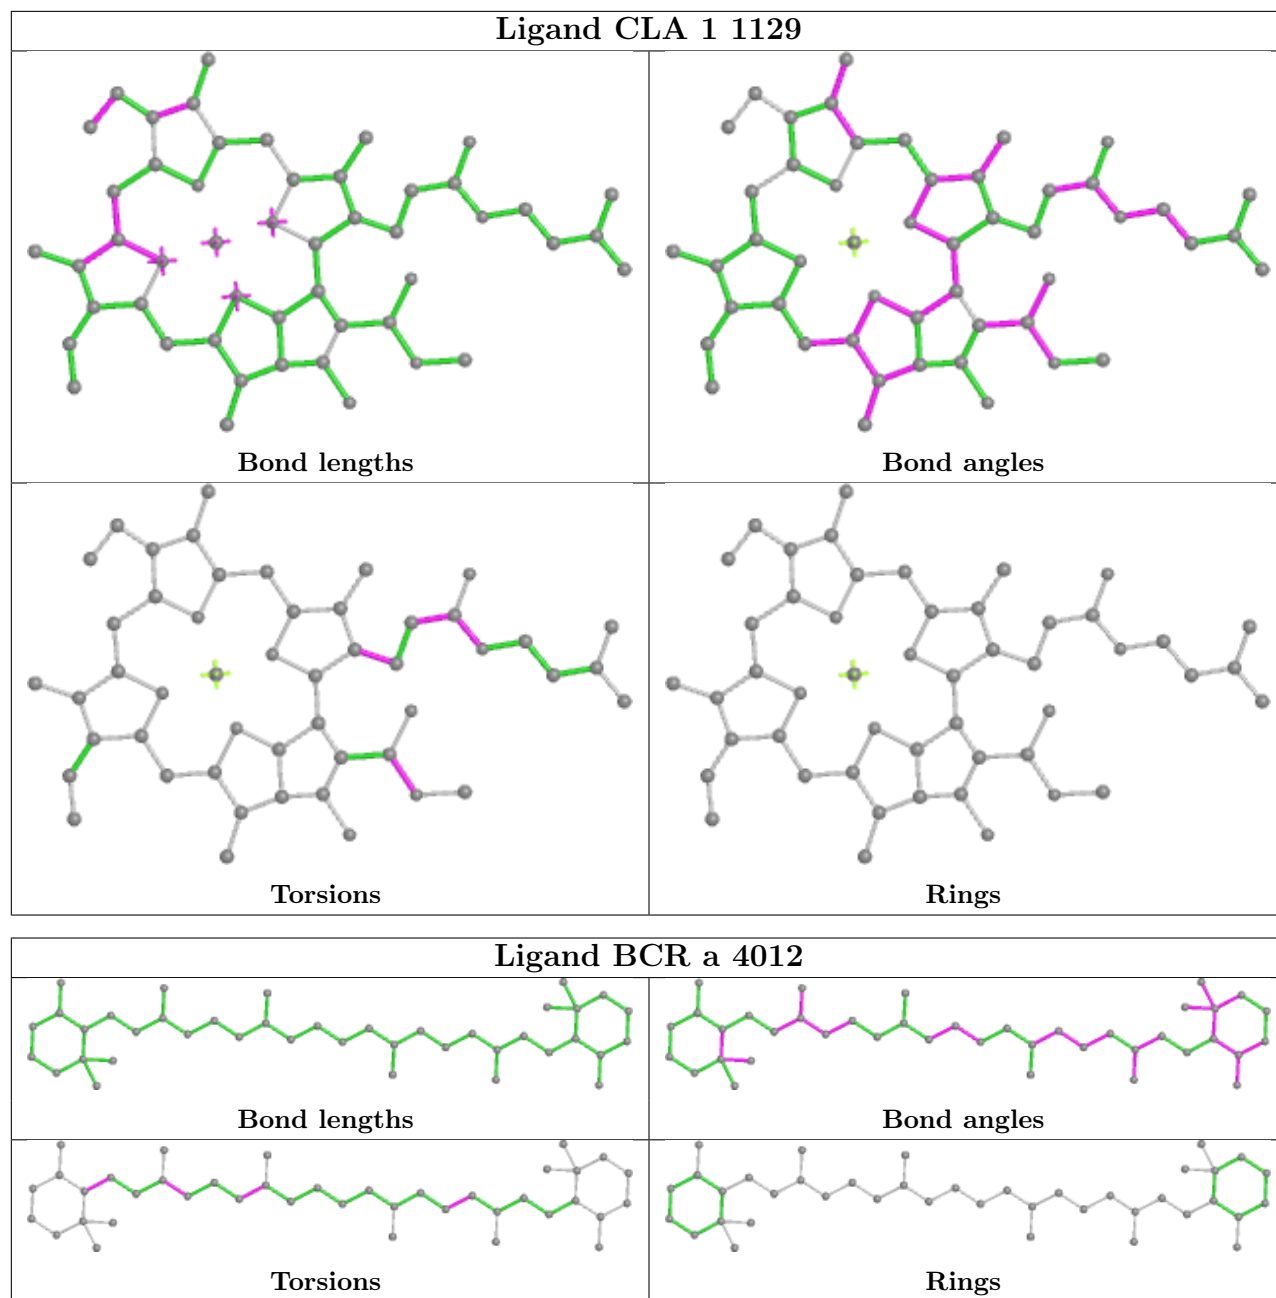 Ligand CLA 1 1129
Bond lengths
Bond angles
Torsions
Rings
Ligand BCR a 4012
Bond lengths
Bond angles
Torsions
Rings